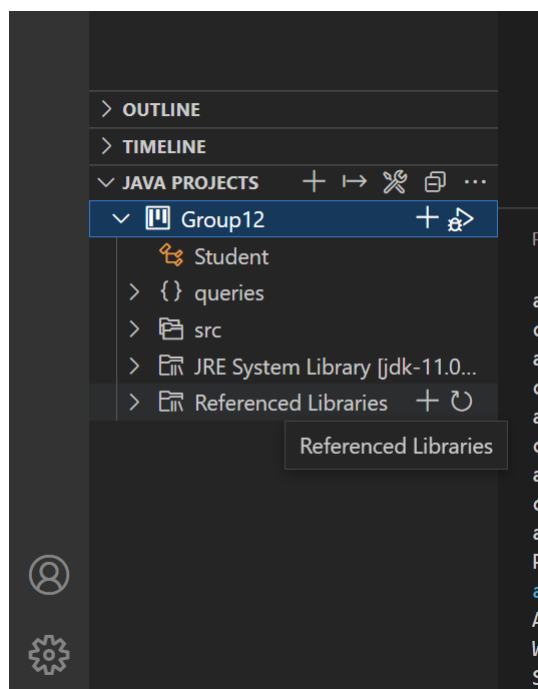 OUTLINE
TIMELINE
JAVA PROJECTS
Group12
Student
{} queries
src
JRE System Library [jdk-11.0...
Referenced Libraries
Referenced Libraries